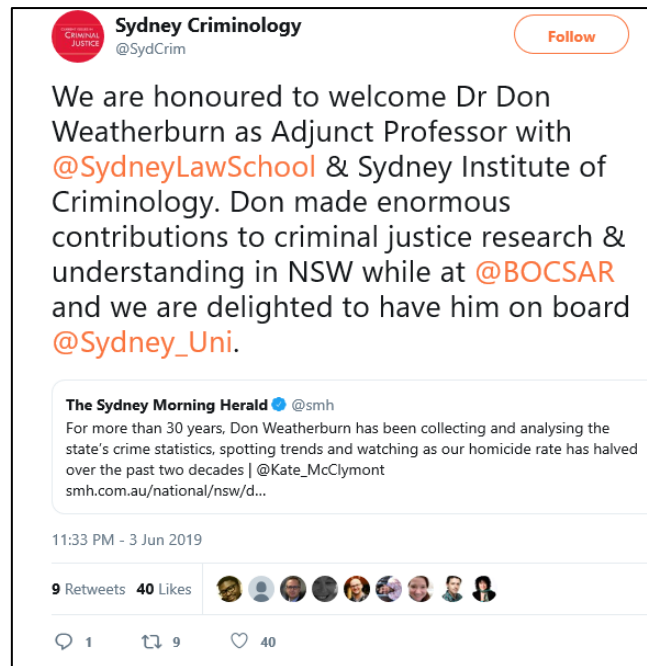 CURRENT ISSUES IN
CRIMINAL
JUSTICE
Sydney Criminology
@SydCrim
Follow
We are honoured to welcome Dr Don
Weatherburn as Adjunct Professor with
@SydneyLawSchool & Sydney Institute of
Criminology. Don made enormous
contributions to criminal justice research &
understanding in NSW while at @BOCSAR
and we are delighted to have him on board
@Sydney_Uni.
The Sydney Morning Herald @smh
For more than 30 years, Don Weatherburn has been collecting and analysing the
state's crime statistics, spotting trends and watching as our homicide rate has halved
over the past two decades | @Kate_McClymont
smh.com.au/national/nsw/d...
11:33 PM - 3 Jun 2019
9 Retweets 40 Likes
1 9 40